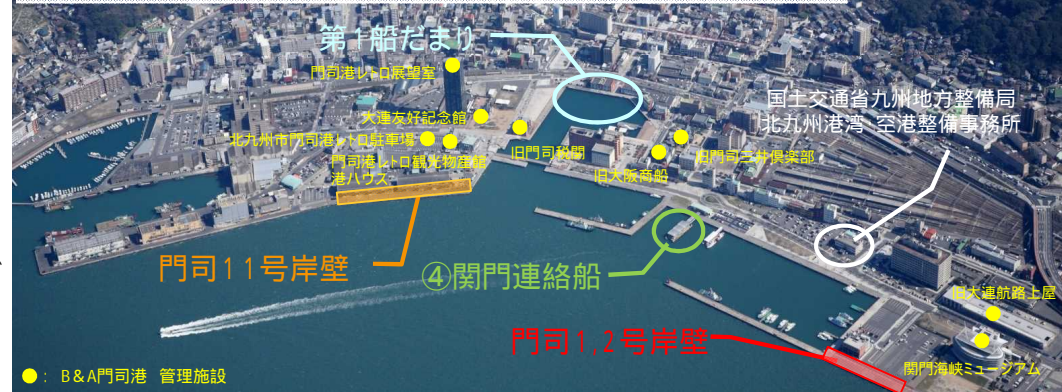 第1船だまり
門司港レトロ展望室
国土交通省九州地方整備局
北九州港湾・空港整備事務所
大連友好記念館
北九州市門司港レトロ駐車場
門司港レトロ観光物産館
港ハウス
旧門司税関
旧門司三井倶楽部
旧大阪商船
門司11号岸壁
④関門連絡船
旧大連航路上屋
門司1,2号岸壁
関門海峡ミュージアム
●: B&A門司港 管理施設